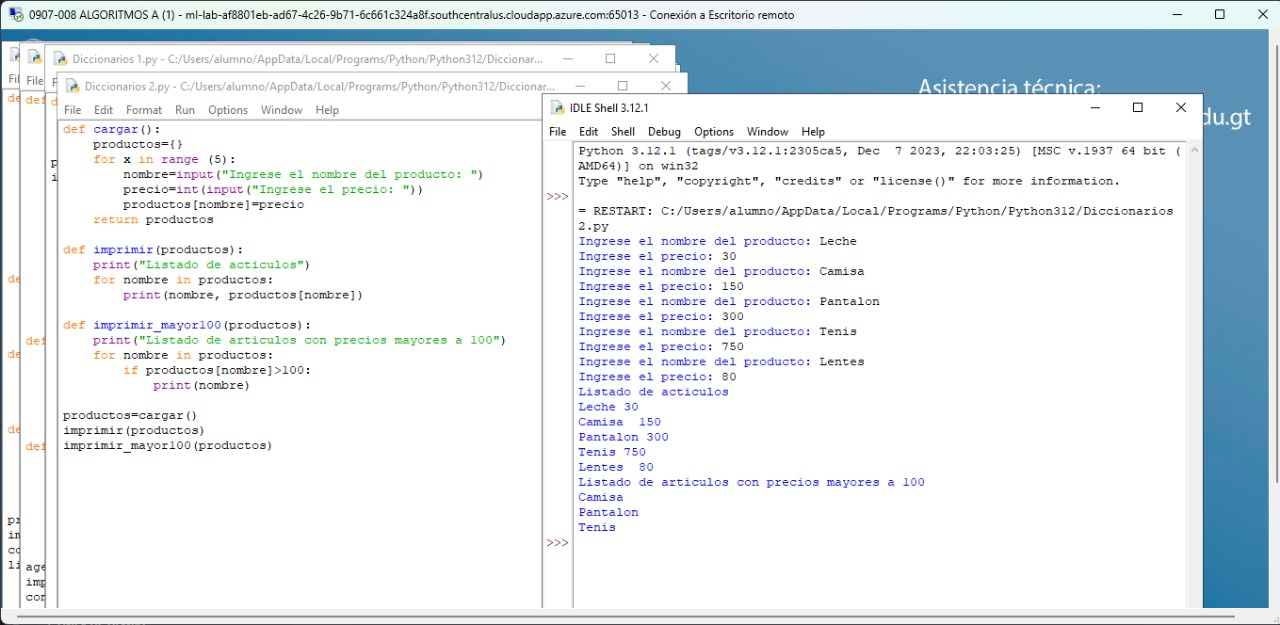 0907-008 ALGORITMOS A (1) - ml-lab-af8801eb-ad67-4c26-9b71-6c661c324a8f.southcentralus.cloudapp.azure.com:65013 - Conexión a Escritorio remoto
Asistencia técnica:
du.gt
Diccionarios 1.py - C:/Users/alumno/AppData/Local/Programs/Python/Python312/Diccionar...
File
Diccionarios 2.py - C:/Users/alumno/AppData/Local/Programs/Python/Python312/Diccionar...
File Edit Format Run Options Window Help
def cargar():
    productos={}
    for x in range (5):
        nombre=input("Ingrese el nombre del producto: ")
        precio=int(input("Ingrese el precio: "))
        productos[nombre]=precio
    return productos

def imprimir(productos):
    print("Listado de acticulos")
    for nombre in productos:
        print(nombre, productos[nombre])

def imprimir_mayor100(productos):
    print("Listado de articulos con precios mayores a 100")
    for nombre in productos:
        if productos[nombre]>100:
            print(nombre)

productos=cargar()
imprimir(productos)
imprimir_mayor100(productos)
IDLE Shell 3.12.1
File Edit Shell Debug Options Window Help
Python 3.12.1 (tags/v3.12.1:2305ca5, Dec  7 2023, 22:03:25) [MSC v.1937 64 bit (
AMD64)] on win32
Type "help", "copyright", "credits" or "license()" for more information.
>>>
= RESTART: C:/Users/alumno/AppData/Local/Programs/Python/Python312/Diccionarios
2.py
Ingrese el nombre del producto: Leche
Ingrese el precio: 30
Ingrese el nombre del producto: Camisa
Ingrese el precio: 150
Ingrese el nombre del producto: Pantalon
Ingrese el precio: 300
Ingrese el nombre del producto: Tenis
Ingrese el precio: 750
Ingrese el nombre del producto: Lentes
Ingrese el precio: 80
Listado de acticulos
Leche 30
Camisa  150
Pantalon 300
Tenis 750
Lentes  80
Listado de articulos con precios mayores a 100
Camisa
Pantalon
Tenis
>>>